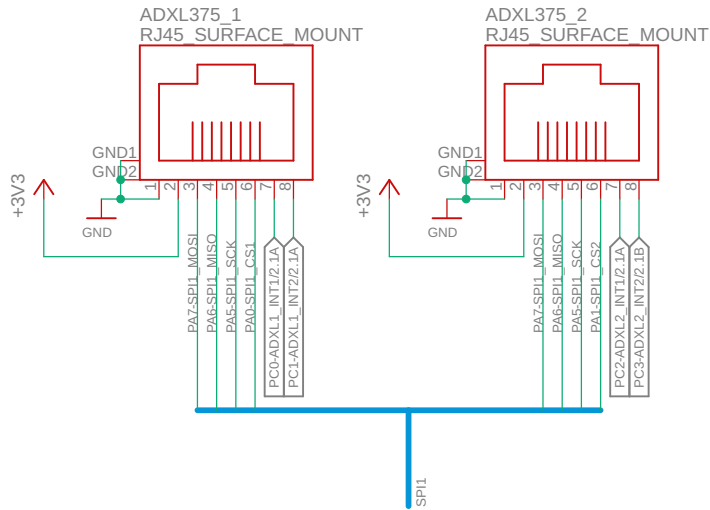 ADXL375_1
RJ45_SURFACE_MOUNT
GND1
GND2
1
2
3
4
5
6
7
8
+3V3
GND
PA7-SPI1_MOSI
PA6-SPI1_MISO
PA5-SPI1_SCK
PA0-SPI1_CS1
PC0-ADXL1_INT1/2.1A
PC1-ADXL1_INT2/2.1A
ADXL375_2
RJ45_SURFACE_MOUNT
GND1
GND2
1
2
3
4
5
6
7
8
+3V3
GND
PA7-SPI1_MOSI
PA6-SPI1_MISO
PA5-SPI1_SCK
PA1-SPI1_CS2
PC2-ADXL2_INT1/2.1A
PC3-ADXL2_INT2/2.1B
SPI1